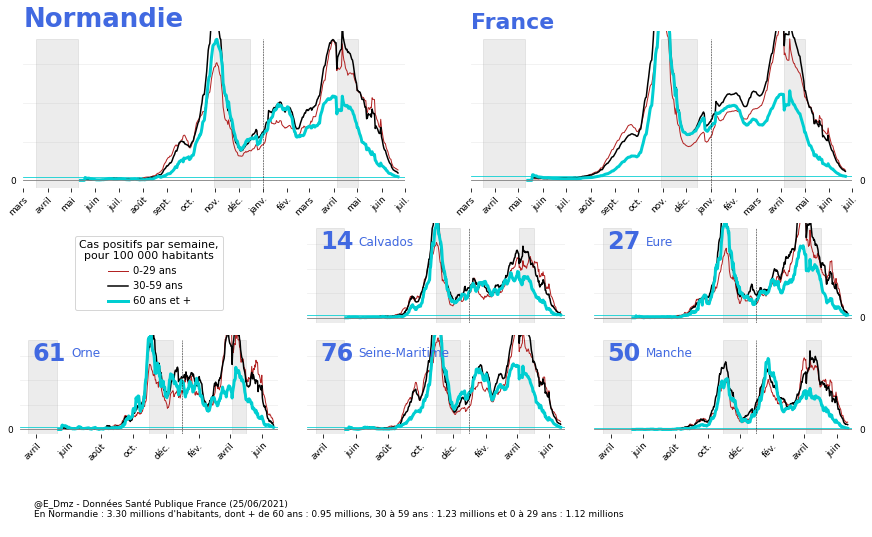 Normandie
France
0
mars avril mai juin juil. août sept. oct. nov. déc. janv. fév. mars avril mai juin juil.
0
mars avril mai juin juil. août sept. oct. nov. déc. janv. fév. mars avril mai juin juil.
Cas positifs par semaine,
pour 100 000 habitants
0-29 ans
30-59 ans
60 ans et +
14 Calvados
27 Eure
0
61 Orne
76 Seine-Maritime
50 Manche
0
0
avril juin août oct. déc. fév. avril juin
avril juin août oct. déc. fév. avril juin
avril juin août oct. déc. fév. avril juin
@E_Dmz - Données Santé Publique France (25/06/2021)
En Normandie : 3.30 millions d'habitants, dont + de 60 ans : 0.95 millions, 30 à 59 ans : 1.23 millions et 0 à 29 ans : 1.12 millions